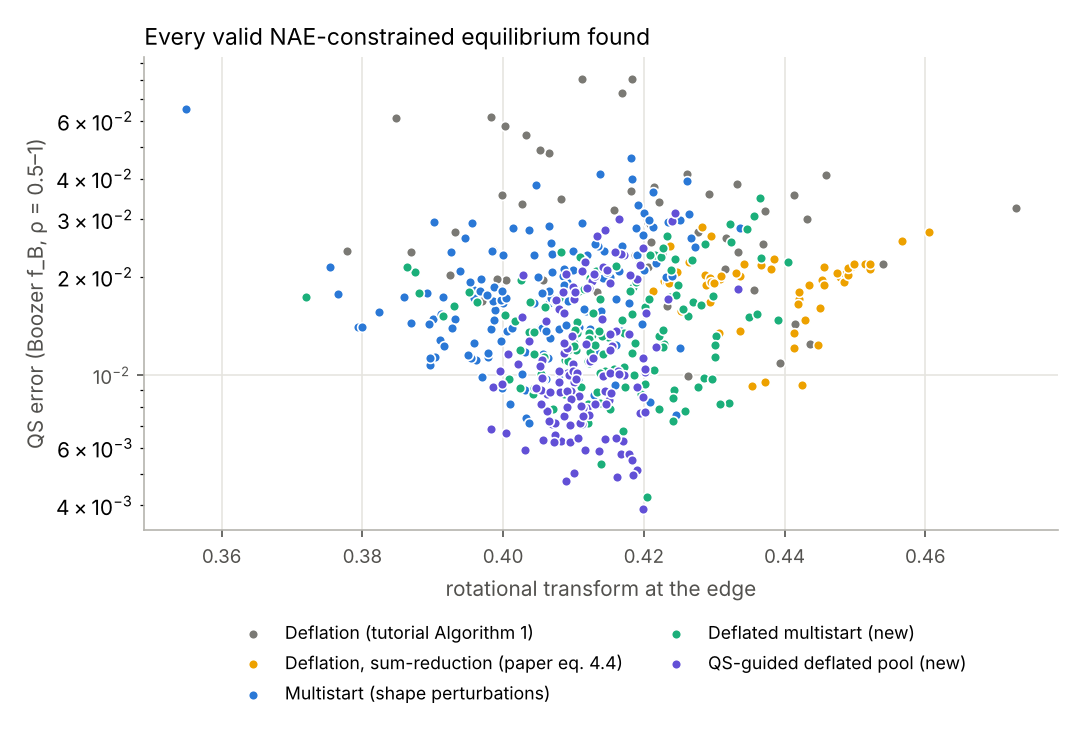 Every valid NAE-constrained equilibrium found
QS error (Boozer f_B, ρ = 0.5–1)
6 × 10⁻²
4 × 10⁻²
3 × 10⁻²
2 × 10⁻²
10⁻²
6 × 10⁻³
4 × 10⁻³
0.36 0.38 0.40 0.42 0.44 0.46
rotational transform at the edge
Deflation (tutorial Algorithm 1)
Deflation, sum-reduction (paper eq. 4.4)
Multistart (shape perturbations)
Deflated multistart (new)
QS-guided deflated pool (new)